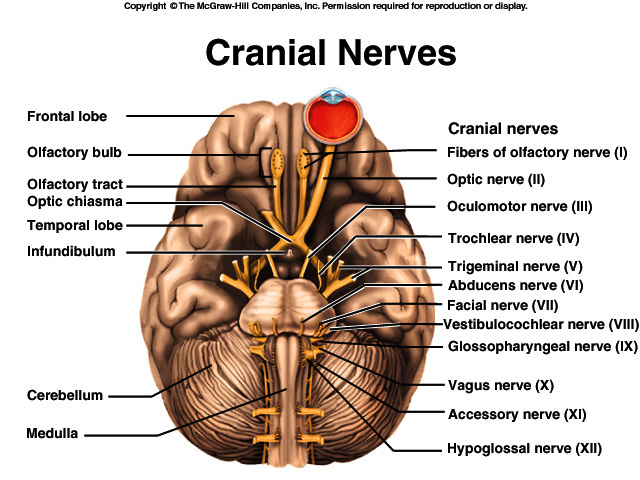 Copyright © The McGraw-Hill Companies, Inc. Permission required for reproduction or display.
Cranial Nerves
Frontal lobe
Olfactory bulb
Olfactory tract
Optic chiasma
Temporal lobe
Infundibulum
Cerebellum
Medulla
Cranial nerves
Fibers of olfactory nerve (I)
Optic nerve (II)
Oculomotor nerve (III)
Trochlear nerve (IV)
Trigeminal nerve (V)
Abducens nerve (VI)
Facial nerve (VII)
Vestibulocochlear nerve (VIII)
Glossopharyngeal nerve (IX)
Vagus nerve (X)
Accessory nerve (XI)
Hypoglossal nerve (XII)